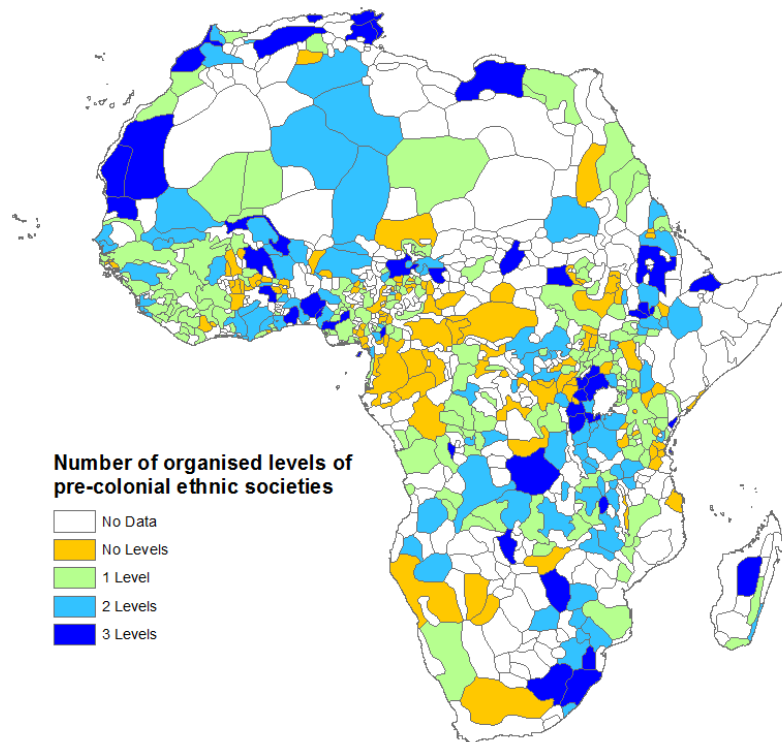 Number of organised levels of
pre-colonial ethnic societies
No Data
No Levels
1 Level
2 Levels
3 Levels